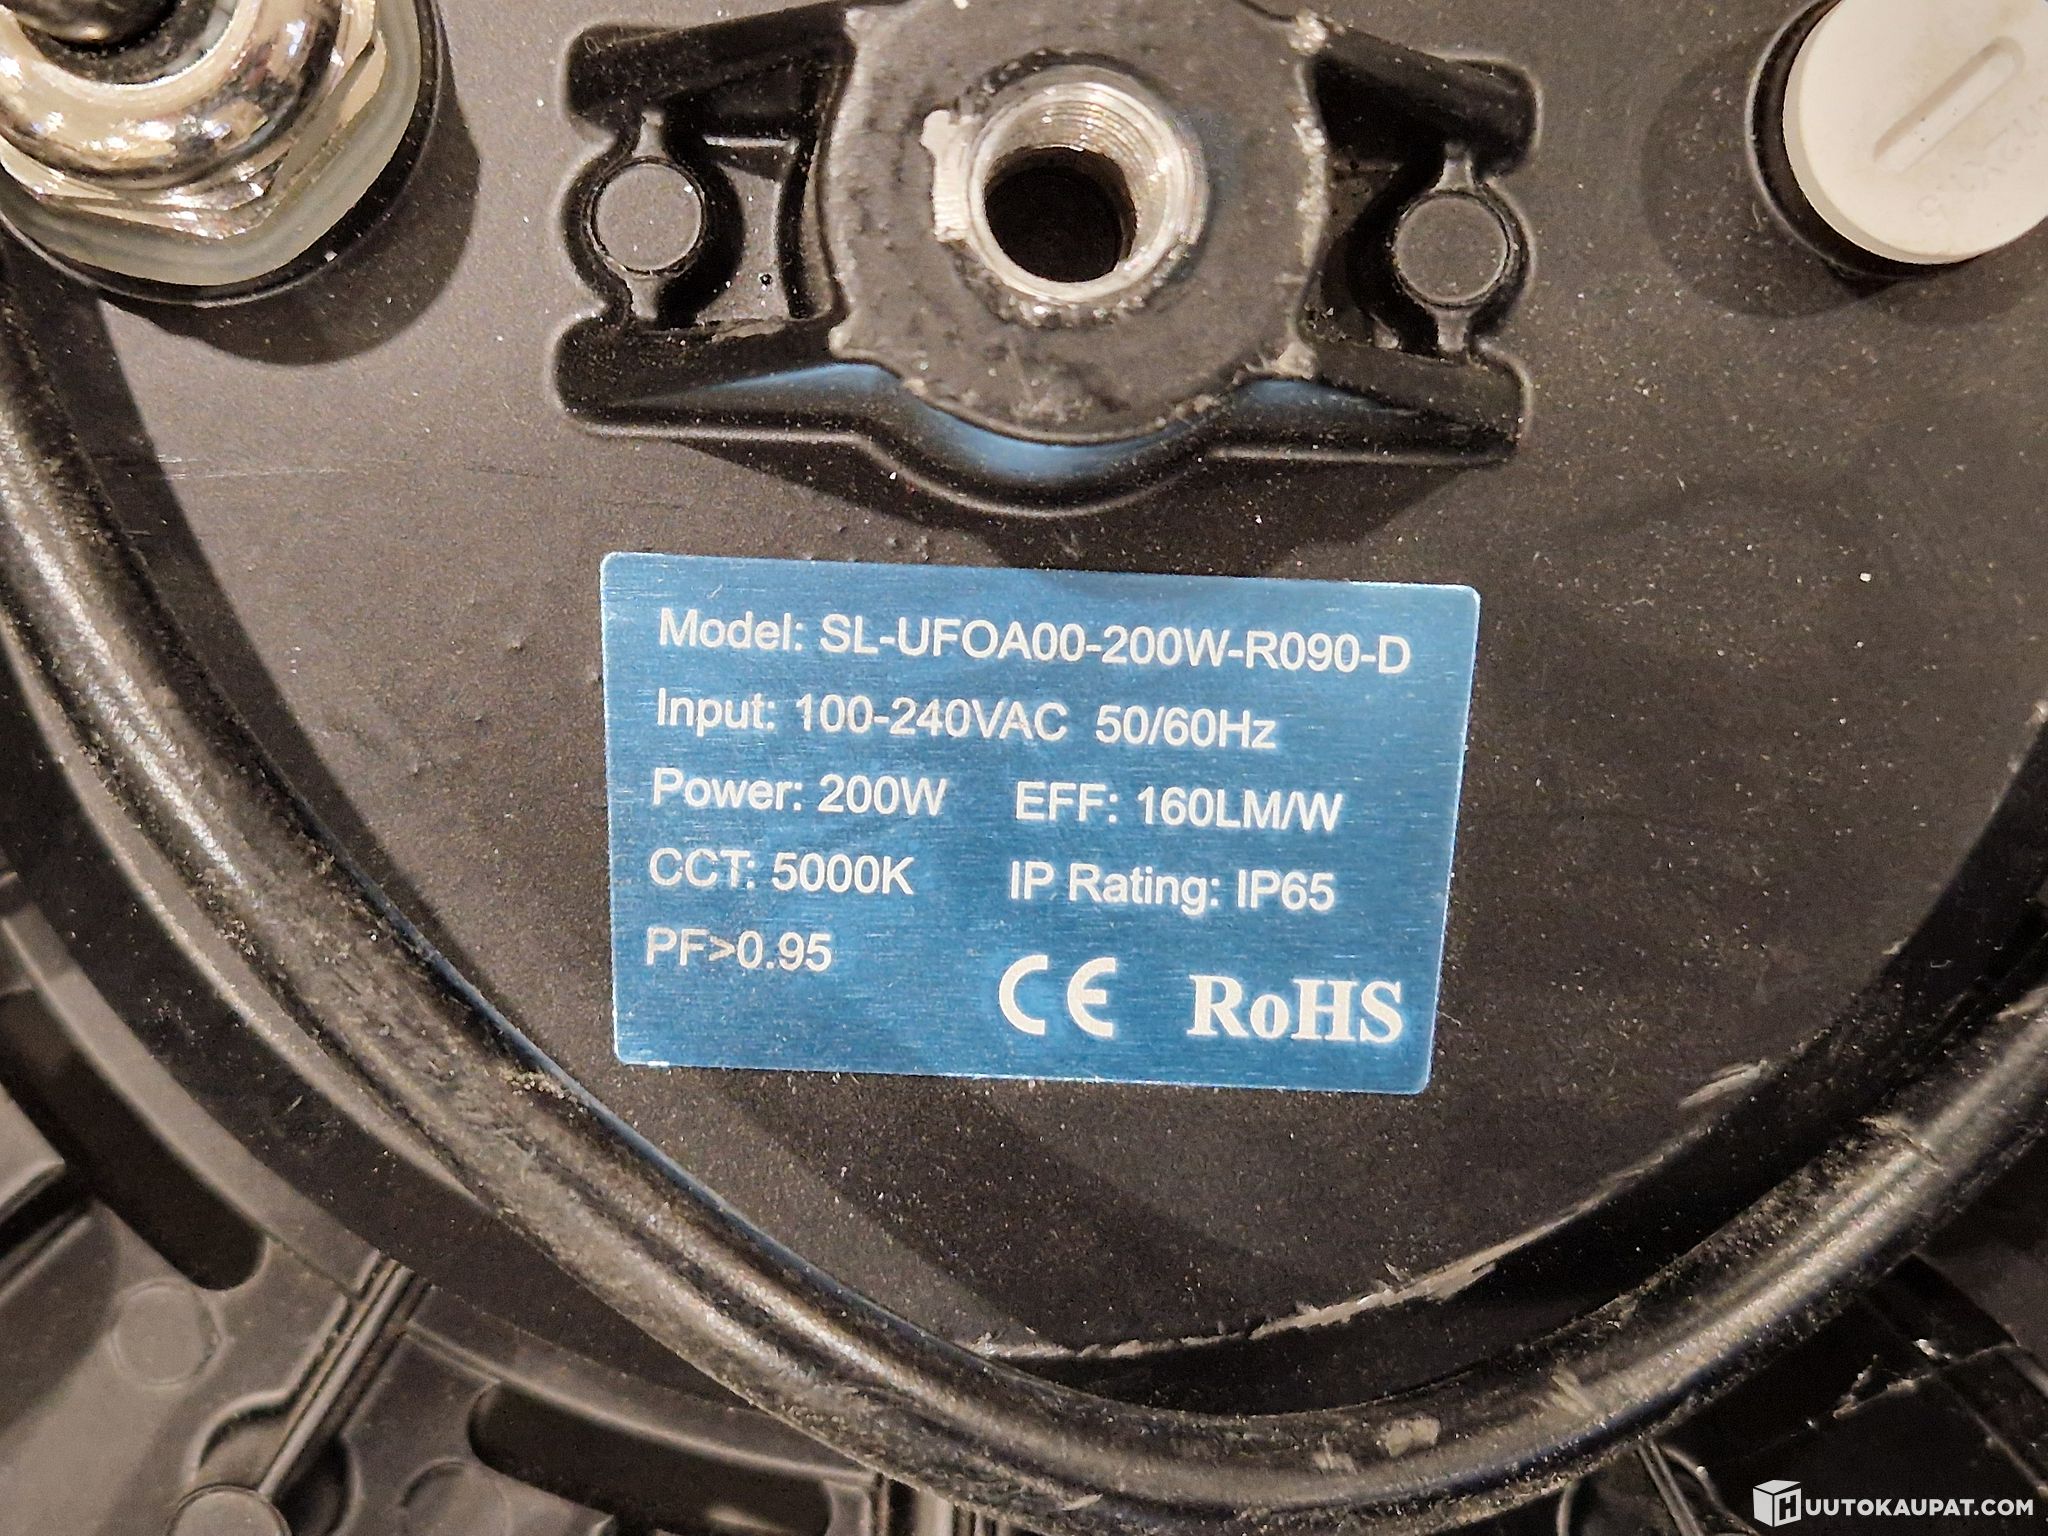 Model: SL-UFOA00-200W-R090-D
Input: 100-240VAC 50/60Hz
Power: 200W EFF: 160LM/W
CCT: 5000K IP Rating: IP65
PF>0.95
CE RoHS
HUUTOKAUPAT.COM